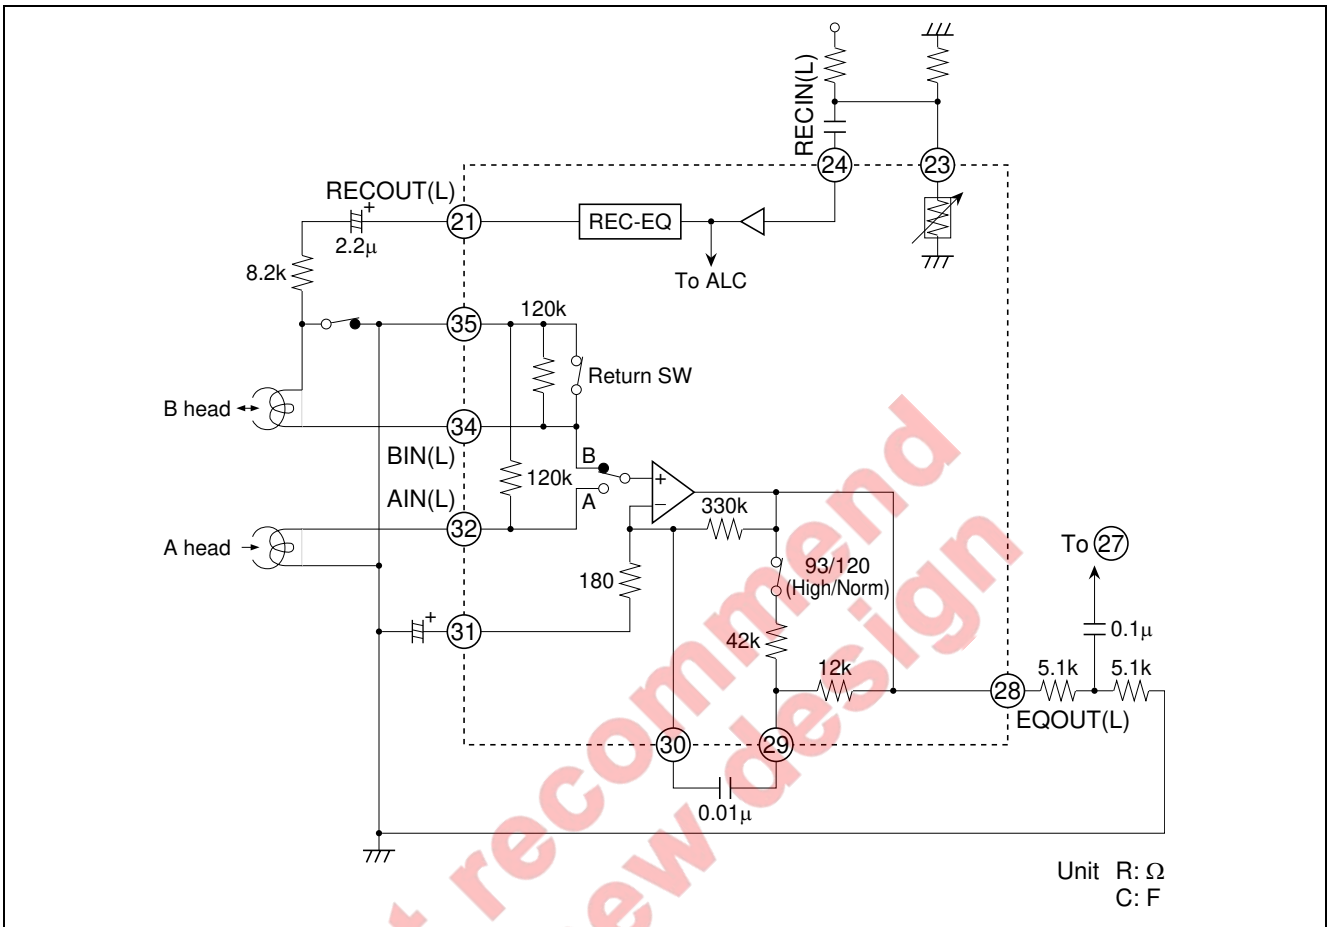 RECIN(L)
24
23
RECOUT(L)
+
21
REC-EQ
2.2µ
8.2k
To ALC
35
120k
Return SW
B head
34
BIN(L)
B
120k
+
−
A
AIN(L)
32
330k
A head
93/120
(High/Norm)
To 27
180
+
31
42k
0.1µ
12k
28
5.1k
5.1k
EQOUT(L)
30
29
0.01µ
Unit R: Ω
C: F
t recommend
ew design